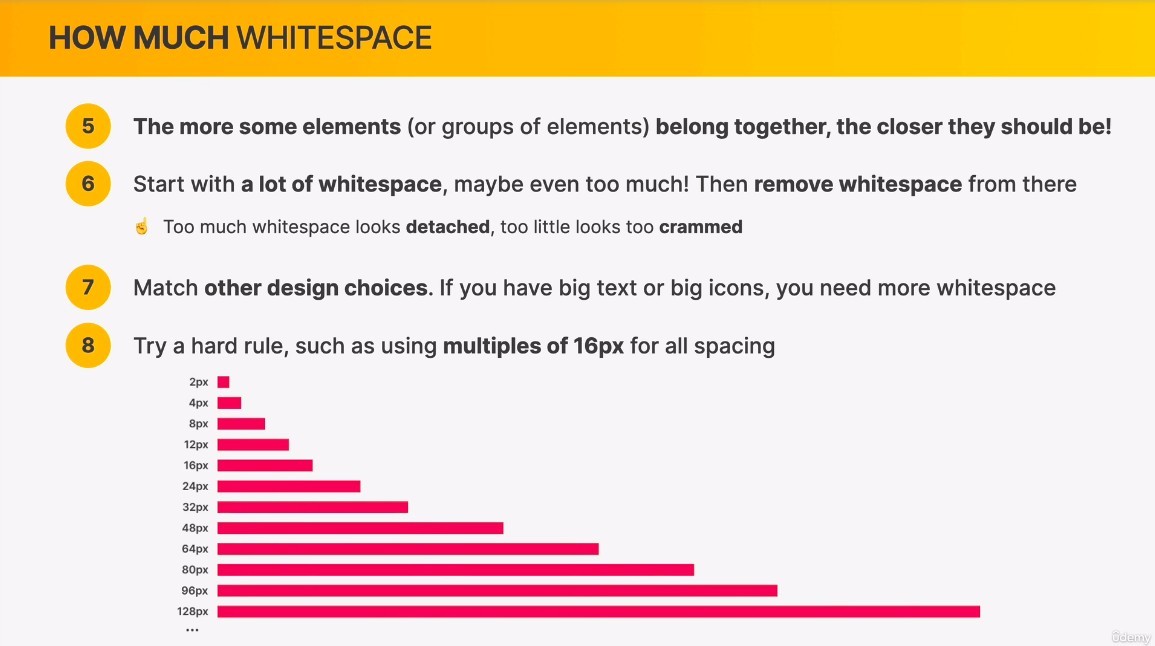 HOW MUCH WHITESPACE
5 The more some elements (or groups of elements) belong together, the closer they should be!
6 Start with a lot of whitespace, maybe even too much! Then remove whitespace from there
☝ Too much whitespace looks detached, too little looks too crammed
7 Match other design choices. If you have big text or big icons, you need more whitespace
8 Try a hard rule, such as using multiples of 16px for all spacing
2px
4px
8px
12px
16px
24px
32px
48px
64px
80px
96px
128px
...
ûdemy